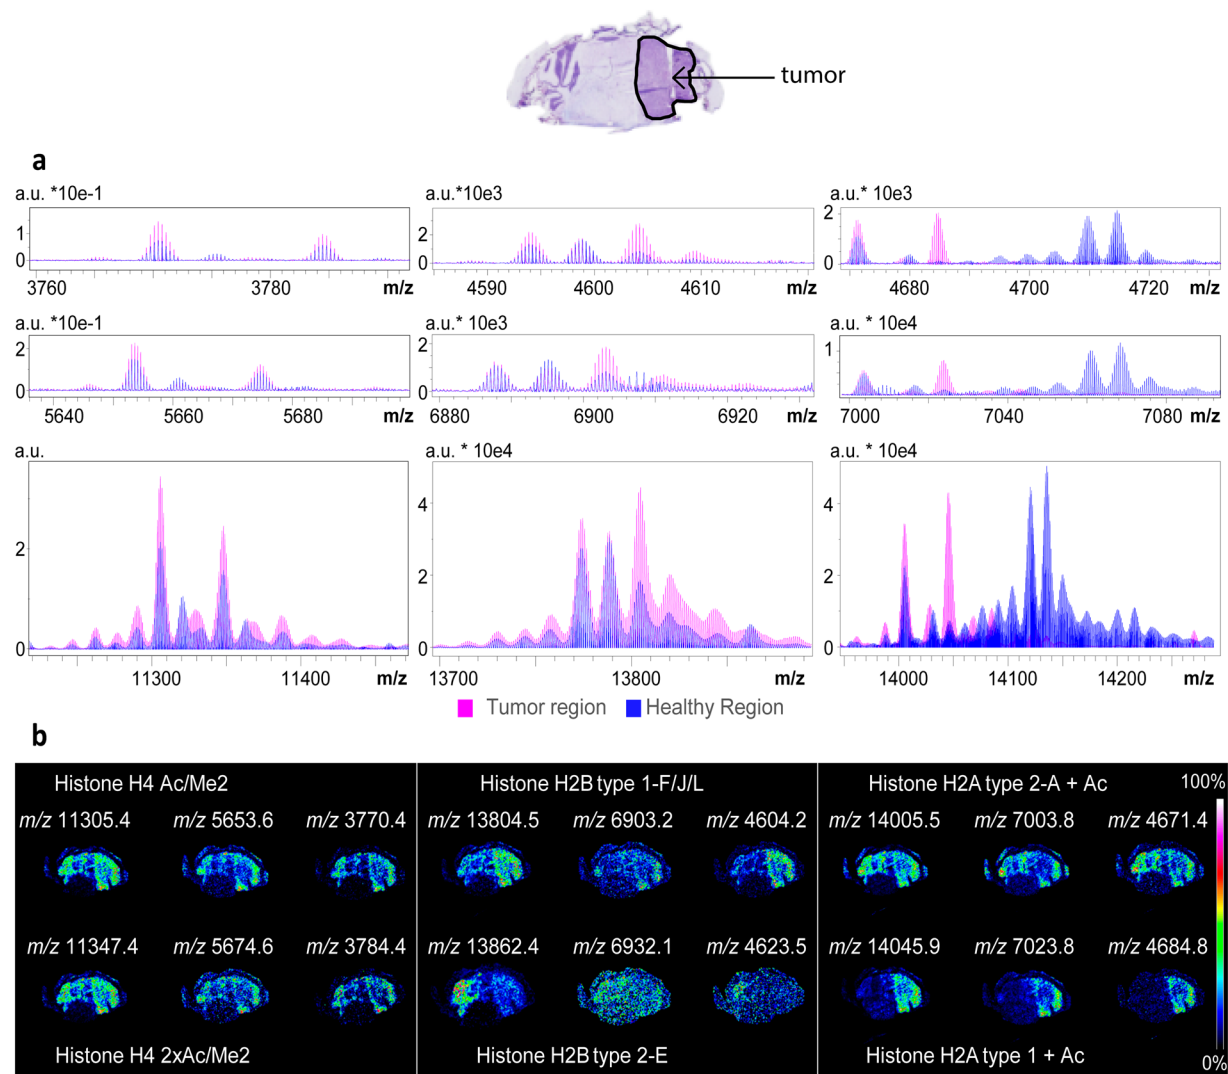 tumor
a
a.u. *10e-1
1
0
3760
3780
m/z
a.u.*10e3
2
0
4590
4600
4610
m/z
a.u.* 10e3
2
0
4680
4700
4720
m/z
a.u. *10e-1
2
0
5640
5660
5680
m/z
a.u.* 10e3
2
0
6880
6900
6920
m/z
a.u. * 10e4
1
0
7000
7040
7080
m/z
a.u.
2
0
11300
11400
m/z
a.u. * 10e4
4
2
0
13700
13800
m/z
a.u. * 10e4
4
2
0
14000
14100
14200
m/z
Tumor region Healthy Region
b
Histone H4 Ac/Me2
m/z 11305.4 m/z 5653.6 m/z 3770.4
m/z 11347.4 m/z 5674.6 m/z 3784.4
Histone H4 2xAc/Me2
Histone H2B type 1-F/J/L
m/z 13804.5 m/z 6903.2 m/z 4604.2
m/z 13862.4 m/z 6932.1 m/z 4623.5
Histone H2B type 2-E
Histone H2A type 2-A + Ac
m/z 14005.5 m/z 7003.8 m/z 4671.4
m/z 14045.9 m/z 7023.8 m/z 4684.8
Histone H2A type 1 + Ac
100%
0%